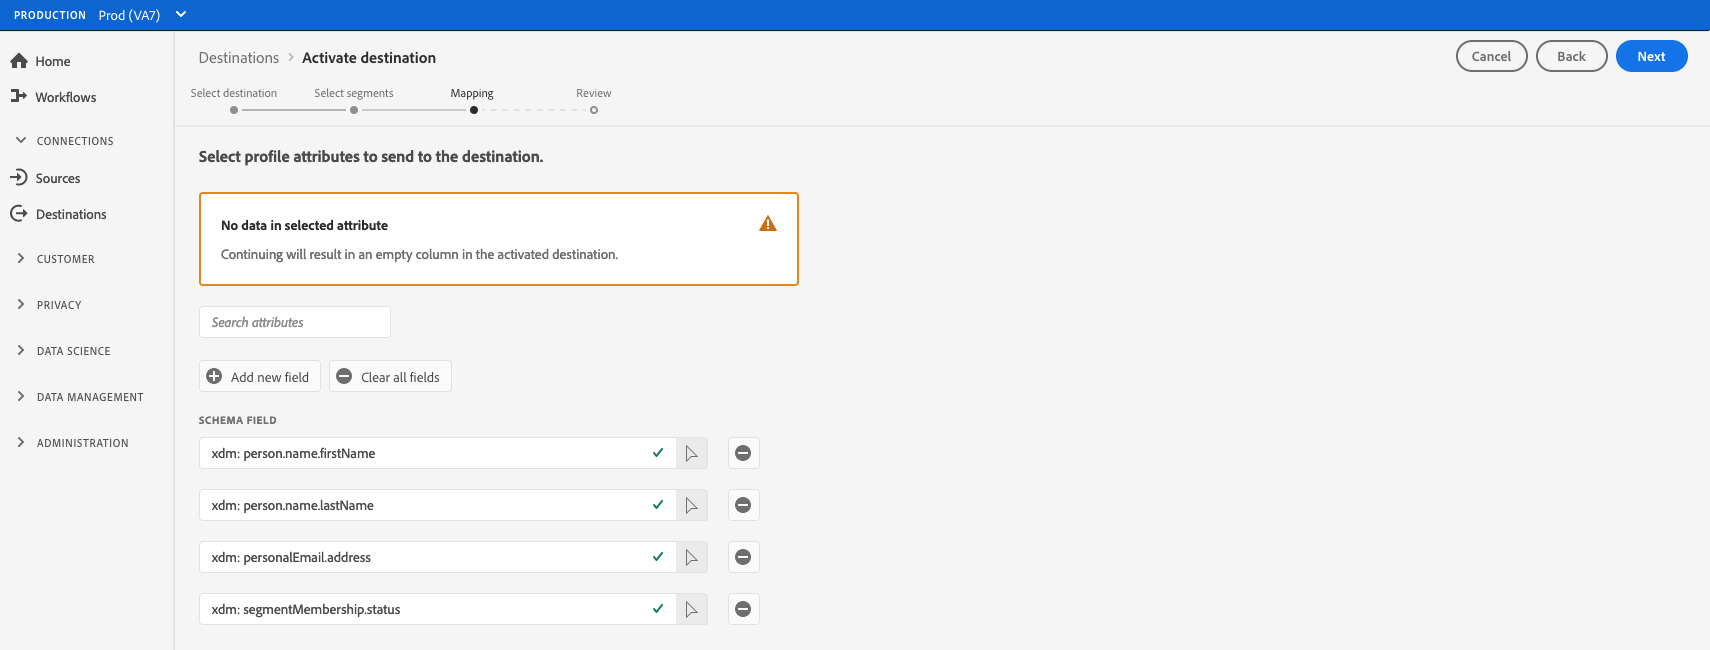 PRODUCTION Prod (VA7)
Home
Workflows
CONNECTIONS
Sources
Destinations
CUSTOMER
PRIVACY
DATA SCIENCE
DATA MANAGEMENT
ADMINISTRATION
Destinations > Activate destination
Cancel Back Next
Select destination Select segments Mapping Review
Select profile attributes to send to the destination.
No data in selected attribute
Continuing will result in an empty column in the activated destination.
Search attributes
Add new field Clear all fields
SCHEMA FIELD
xdm: person.name.firstName
xdm: person.name.lastName
xdm: personalEmail.address
xdm: segmentMembership.status